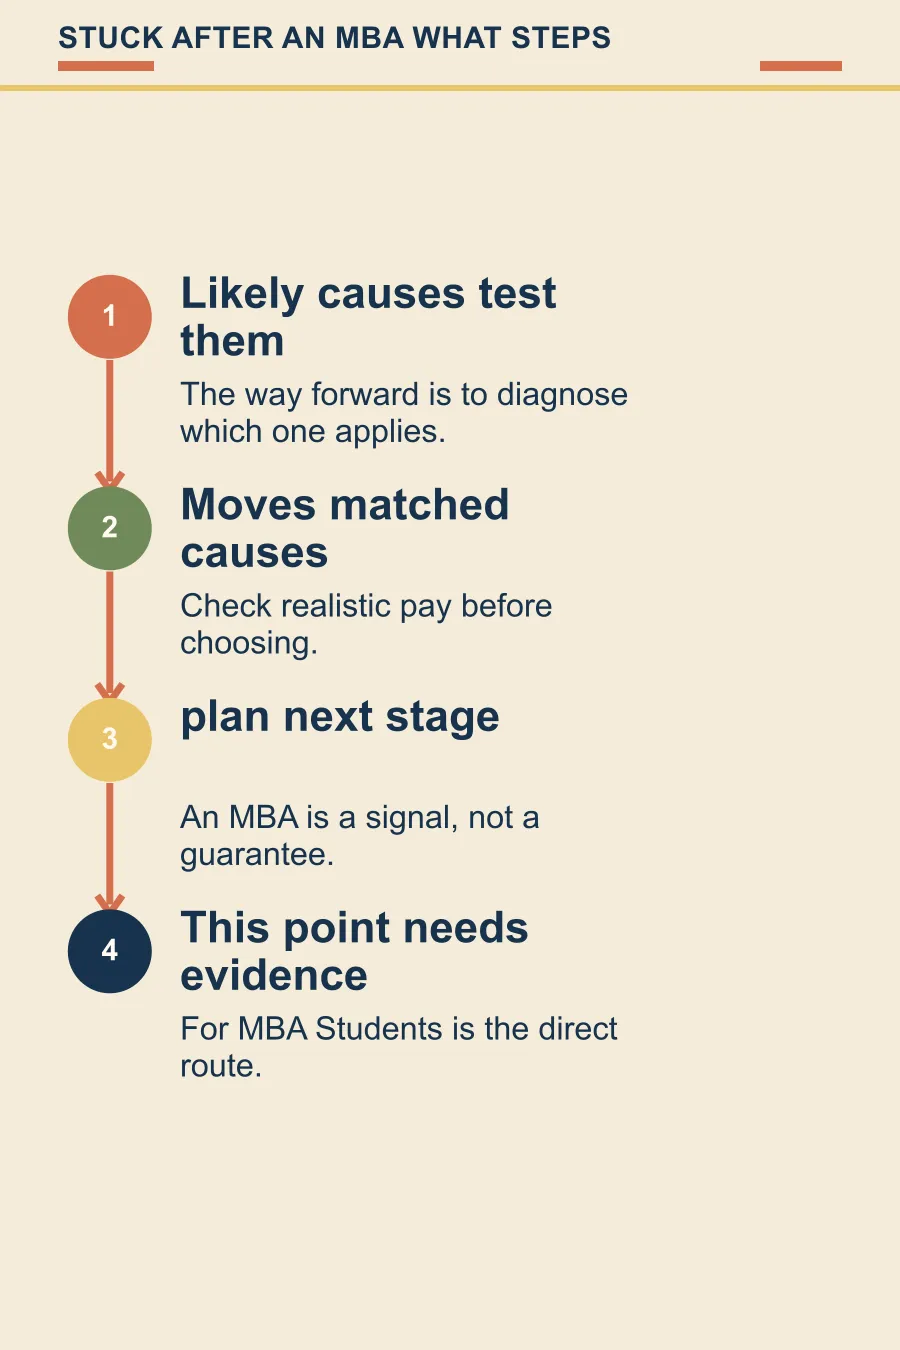 STUCK AFTER AN MBA WHAT STEPS
1
Likely causes test
them
The way forward is to diagnose
which one applies.
2
Moves matched
causes
Check realistic pay before
choosing.
3
plan next stage
An MBA is a signal, not a
guarantee.
4
This point needs
evidence
For MBA Students is the direct
route.